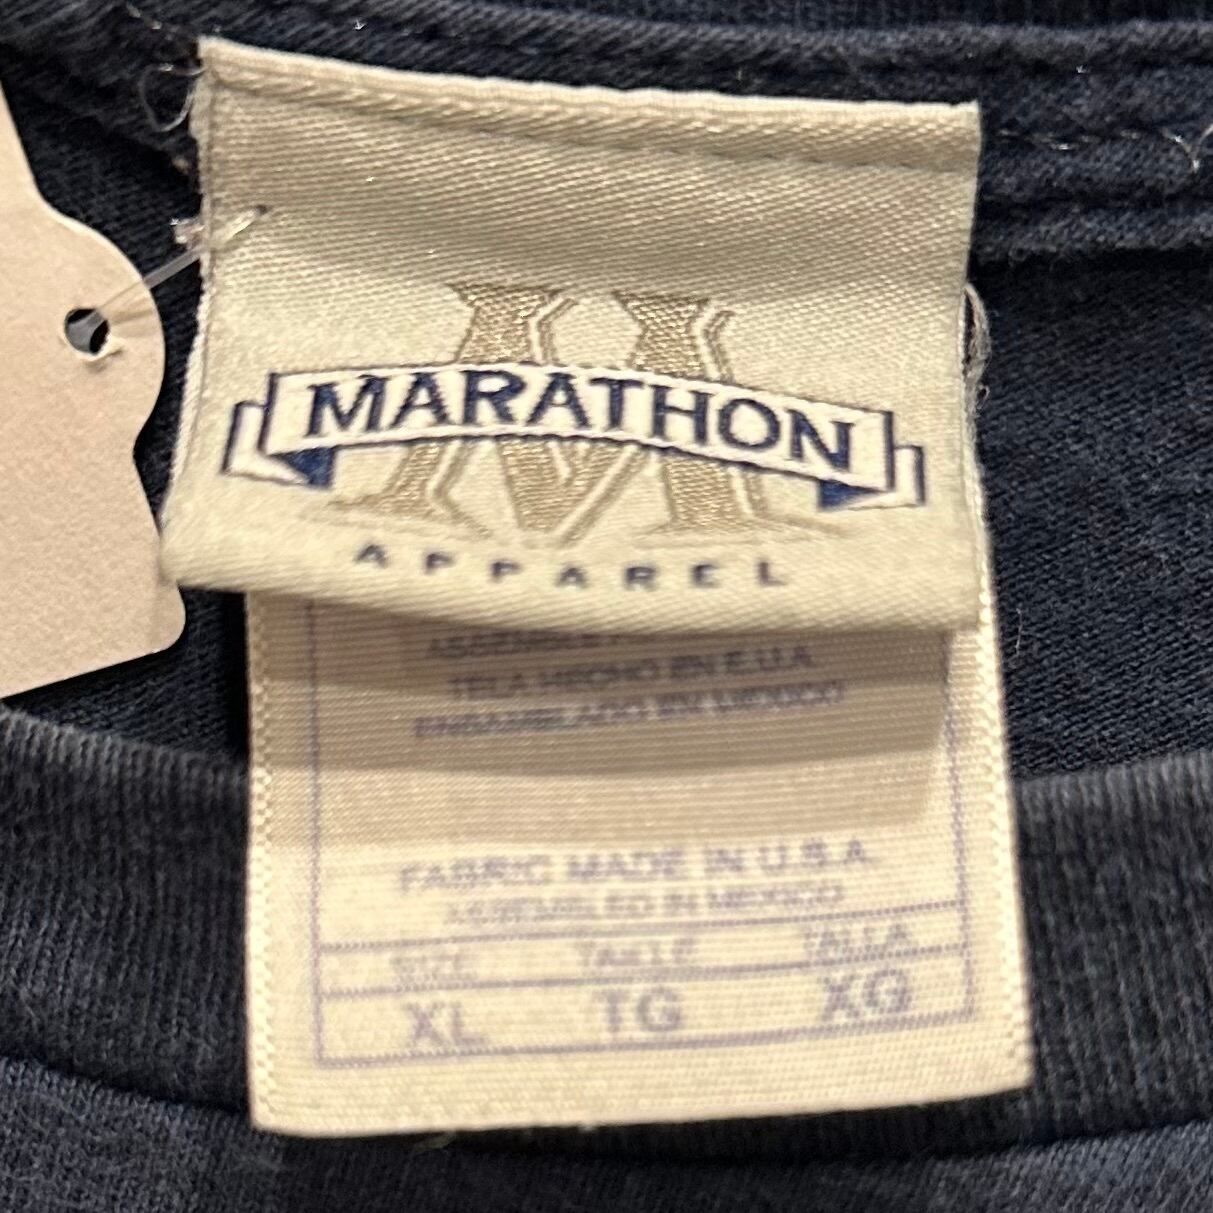 M
MARATHON
APPAREL
TELA HECHO EN E.U.A.
ENSAMBLADO EN MEXICO
FABRIC MADE IN U.S.A.
ASSEMBLED IN MEXICO
SIZE TAILLE TALLA
XL TG XG